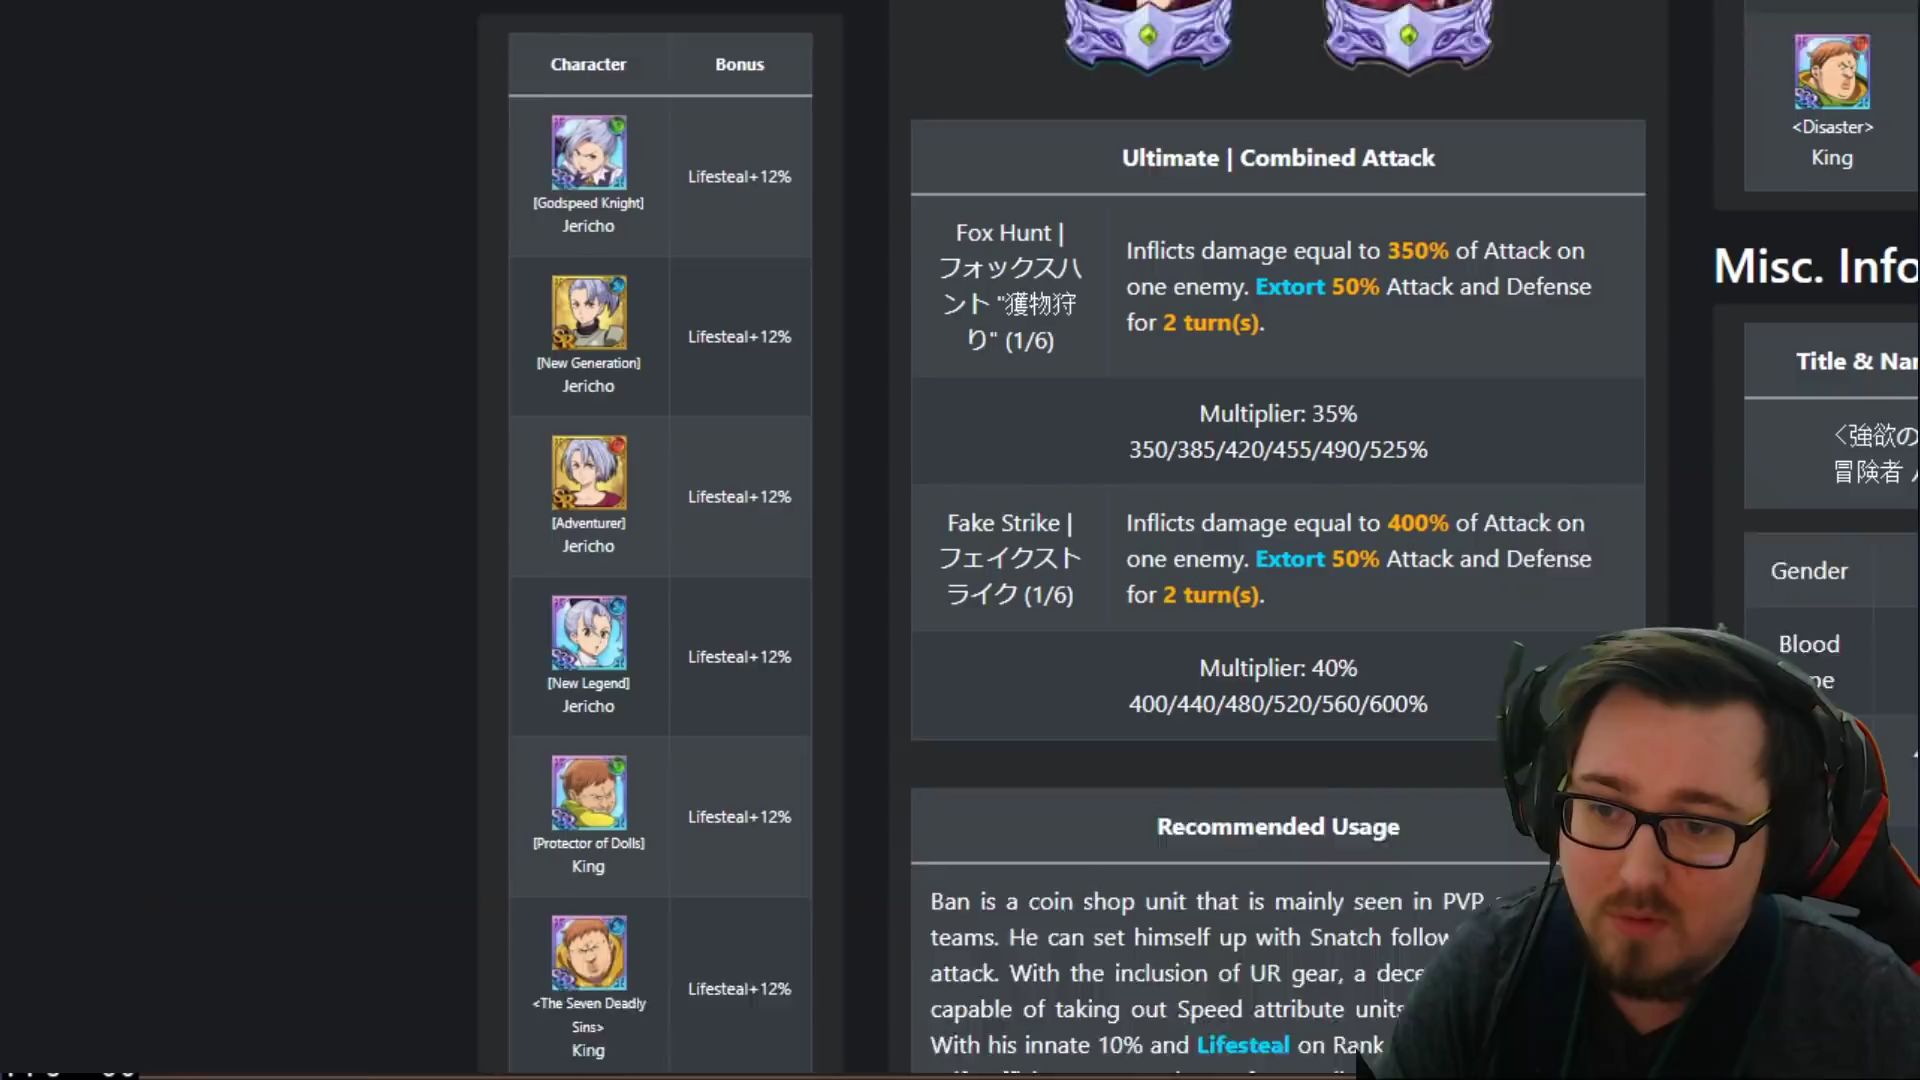 Character Bonus
[Godspeed Knight]
Jericho
Lifesteal+12%
[New Generation]
Jericho
Lifesteal+12%
[Adventurer]
Jericho
Lifesteal+12%
[New Legend]
Jericho
Lifesteal+12%
[Protector of Dolls]
King
Lifesteal+12%
<The Seven Deadly
Sins>
King
Lifesteal+12%
Ultimate | Combined Attack
Fox Hunt |
フォックスハ
ント "獲物狩
り" (1/6)
Inflicts damage equal to 350% of Attack on
one enemy. Extort 50% Attack and Defense
for 2 turn(s).
Multiplier: 35%
350/385/420/455/490/525%
Fake Strike |
フェイクスト
ライク (1/6)
Inflicts damage equal to 400% of Attack on
one enemy. Extort 50% Attack and Defense
for 2 turn(s).
Multiplier: 40%
400/440/480/520/560/600%
Recommended Usage
Ban is a coin shop unit that is mainly seen in PVP
teams. He can set himself up with Snatch follow
attack. With the inclusion of UR gear, a dece
capable of taking out Speed attribute units
With his innate 10% and Lifesteal on Rank
<Disaster>
King
Misc. Info
Title & Nam
<強欲の
冒険者
Gender
Blood